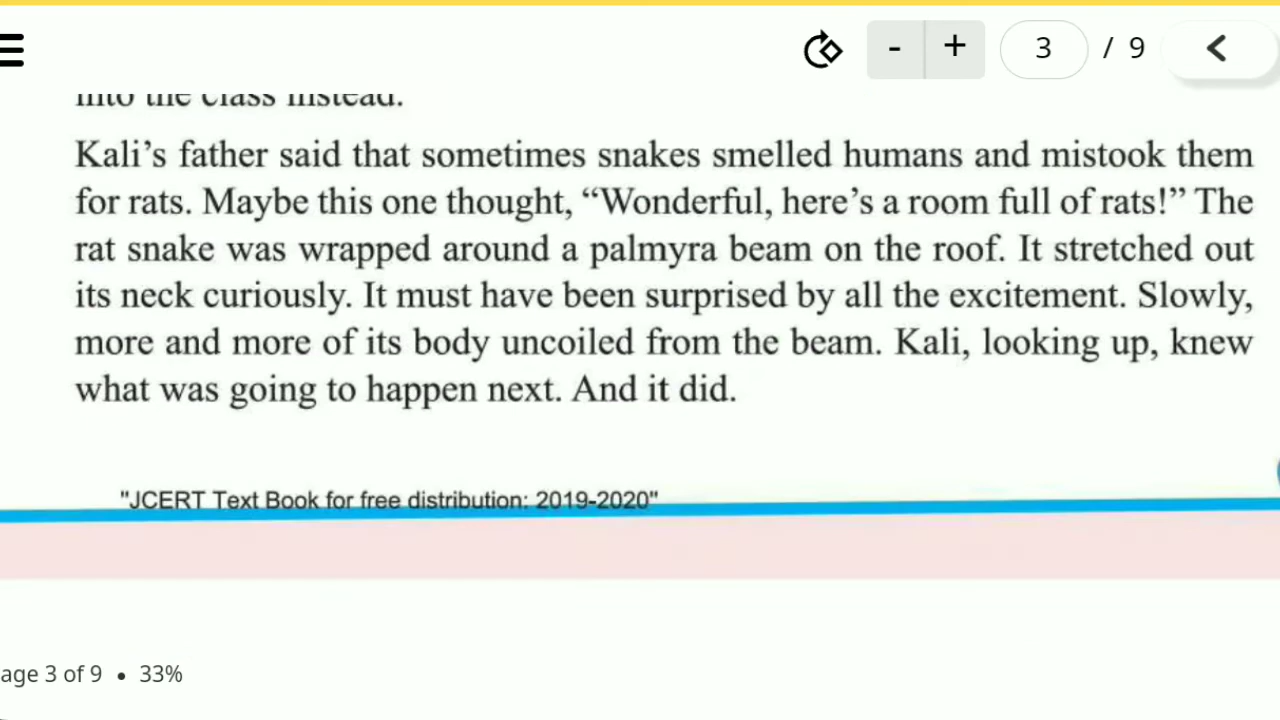 3 / 9
into the class instead.
Kali’s father said that sometimes snakes smelled humans and mistook them
for rats. Maybe this one thought, “Wonderful, here’s a room full of rats!” The
rat snake was wrapped around a palmyra beam on the roof. It stretched out
its neck curiously. It must have been surprised by all the excitement. Slowly,
more and more of its body uncoiled from the beam. Kali, looking up, knew
what was going to happen next. And it did.
"JCERT Text Book for free distribution: 2019-2020"
age 3 of 9 • 33%